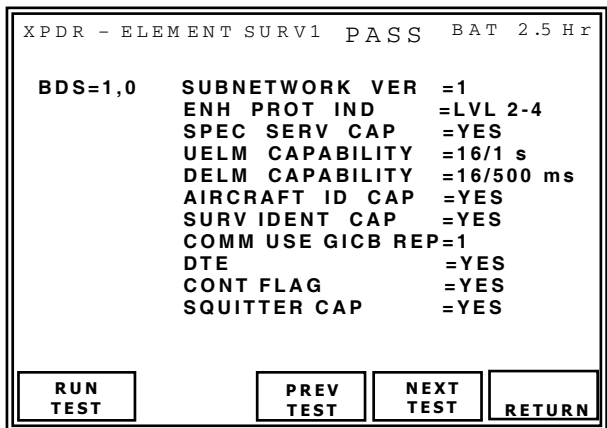 XPDR – ELEMENT SURV1 PASS BAT 2.5 Hr
BDS=1,0 SUBNETWORK VER =1
ENH PROT IND =LVL 2-4
SPEC SERV CAP =YES
UELM CAPABILITY =16/1 s
DELM CAPABILITY =16/500 ms
AIRCRAFT ID CAP =YES
SURV IDENT CAP =YES
COMM USE GICB REP=1
DTE =YES
CONT FLAG =YES
SQUITTER CAP =YES
RUN TEST
PREV TEST
NEXT TEST
RETURN